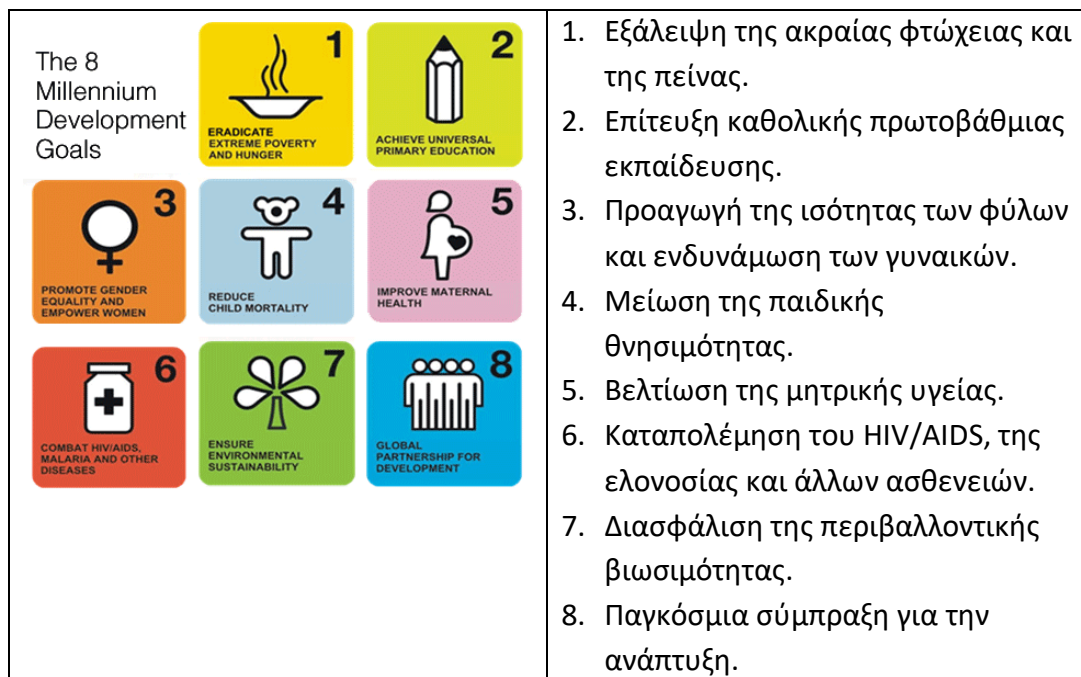 The 8
Millennium
Development
Goals
1
ERADICATE
EXTREME POVERTY
AND HUNGER
2
ACHIEVE UNIVERSAL
PRIMARY EDUCATION
3
PROMOTE GENDER
EQUALITY AND
EMPOWER WOMEN
4
REDUCE
CHILD MORTALITY
5
IMPROVE MATERNAL
HEALTH
6
COMBAT HIV/AIDS,
MALARIA AND OTHER
DISEASES
7
ENSURE
ENVIRONMENTAL
SUSTAINABILITY
8
GLOBAL
PARTNERSHIP FOR
DEVELOPMENT
1. Εξάλειψη της ακραίας φτώχειας και
της πείνας.
2. Επίτευξη καθολικής πρωτοβάθμιας
εκπαίδευσης.
3. Προαγωγή της ισότητας των φύλων
και ενδυνάμωση των γυναικών.
4. Μείωση της παιδικής
θνησιμότητας.
5. Βελτίωση της μητρικής υγείας.
6. Καταπολέμηση του HIV/AIDS, της
ελονοσίας και άλλων ασθενειών.
7. Διασφάλιση της περιβαλλοντικής
βιωσιμότητας.
8. Παγκόσμια σύμπραξη για την
ανάπτυξη.